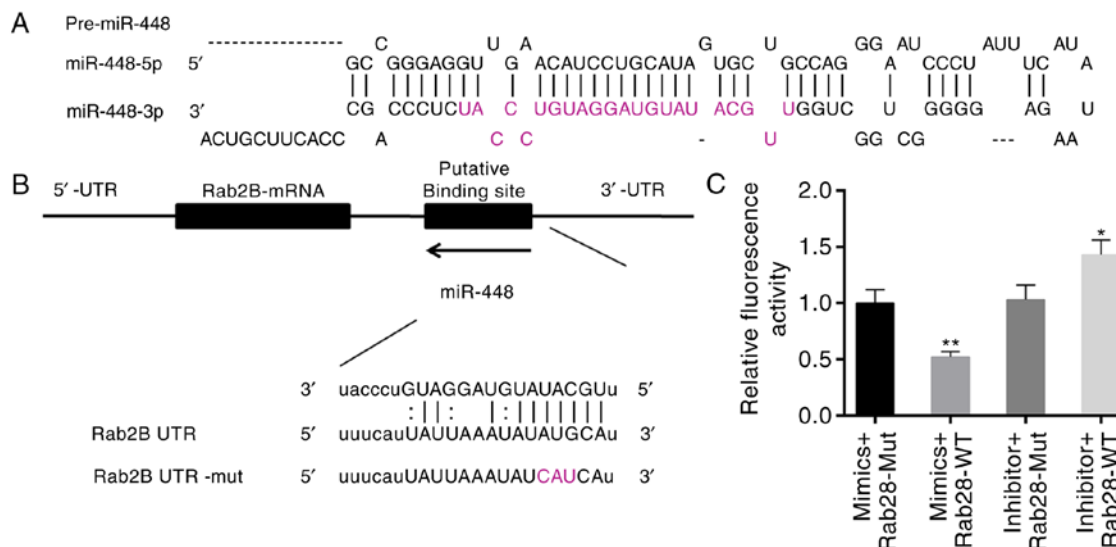 A
Pre-miR-448
C U A G U GG AU AUU AU
miR-448-5p 5′ GC GGGAGGU G ACAUCCUGCAUA UGC GCCAG A CCCU UC A
miR-448-3p 3′ CG CCCUCUA C UGUAGGAUGUAU ACG U GGUC U GGGG AG U
ACUGCUUCACC A C C - U GG CG --- AA
B
5′-UTR Rab2B-mRNA Putative Binding site 3′-UTR
miR-448
3′ uacccuGUAGGAUGUAUACGUu 5′
Rab2B UTR 5′ uuucauUAUUAAAUAUAUGCAu 3′
Rab2B UTR -mut 5′ uuucauUAUUAAAUAUCAUCAu 3′
C
Relative fluorescence activity
2.0
1.5
1.0
0.5
0.0
**
*
Mimics+ Rab28-Mut
Mimics+ Rab28-WT
Inhibitor+ Rab28-Mut
Inhibitor+ Rab28-WT